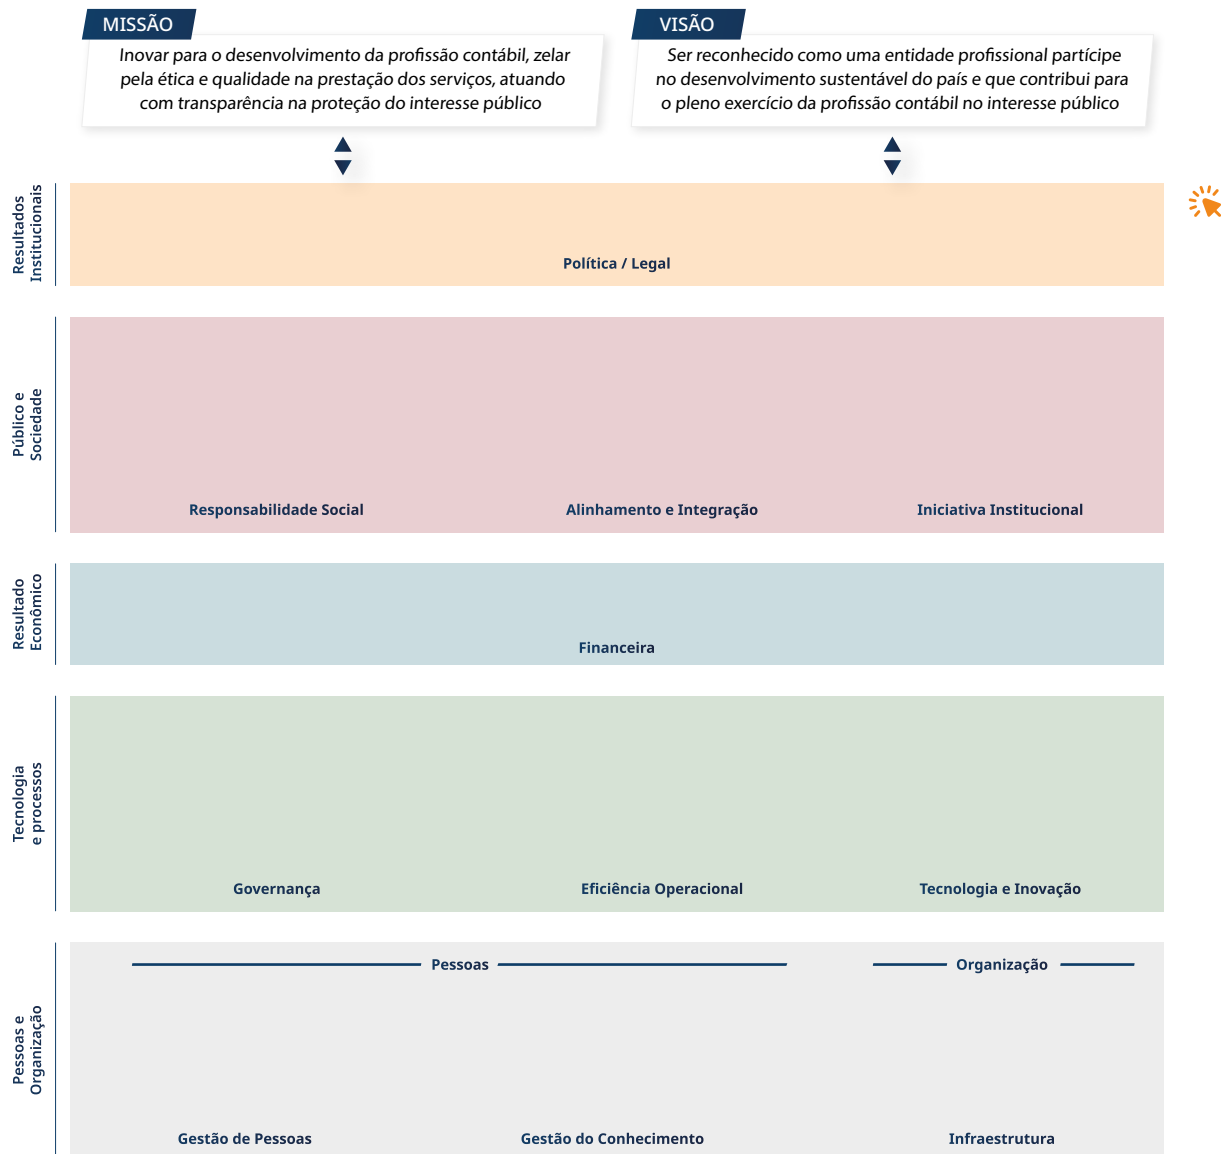 MISSÃO
Inovar para o desenvolvimento da profissão contábil, zelar
pela ética e qualidade na prestação dos serviços, atuando
com transparência na proteção do interesse público
VISÃO
Ser reconhecido como uma entidade profissional partícipe
no desenvolvimento sustentável do país e que contribui para
o pleno exercício da profissão contábil no interesse público
Resultados
Institucionais
Política / Legal
Público e
Sociedade
Responsabilidade Social
Alinhamento e Integração
Iniciativa Institucional
Resultado
Econômico
Financeira
Tecnologia
e processos
Governança
Eficiência Operacional
Tecnologia e Inovação
Pessoas e
Organização
Pessoas
Organização
Gestão de Pessoas
Gestão do Conhecimento
Infraestrutura